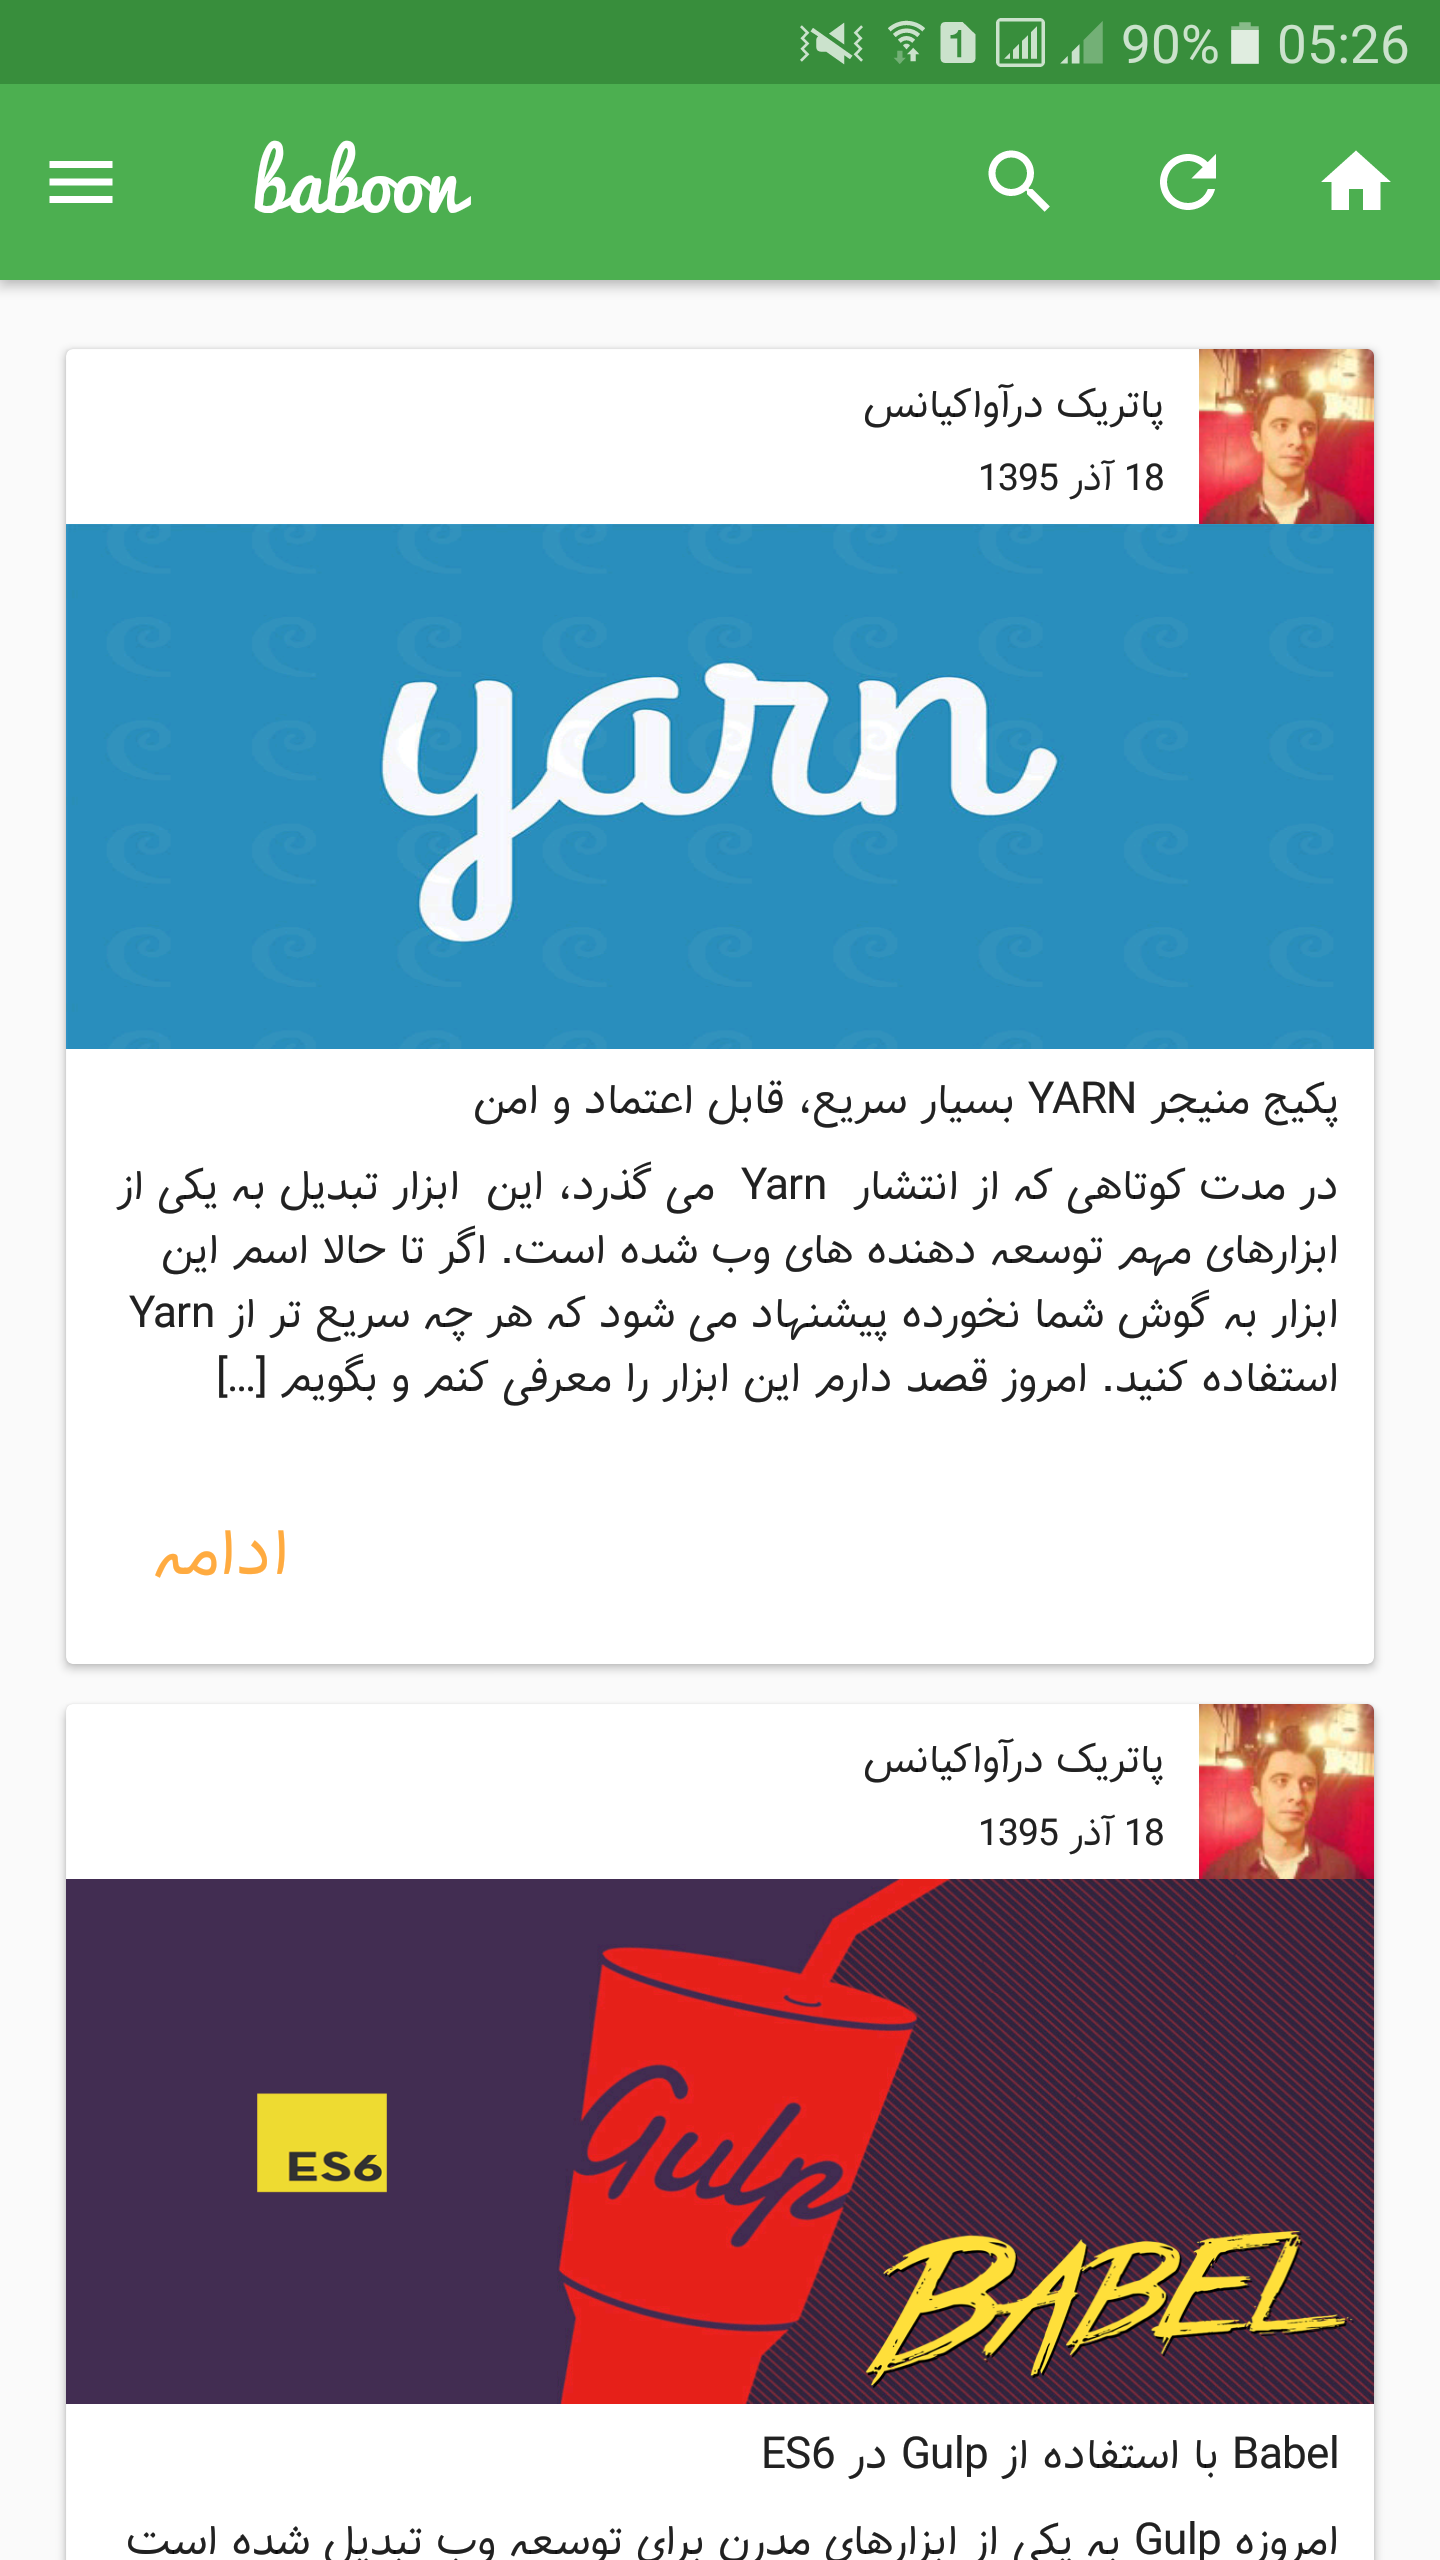 90% 05:26
baboon
پاتریک درآواکیانس
18 آذر 1395
yarn
پکیج منیجر YARN بسیار سریع، قابل اعتماد و امن
در مدت کوتاهی که از انتشار Yarn می گذرد، این ابزار تبدیل به یکی از
ابزارهای مهم توسعه دهنده های وب شده است. اگر تا حالا اسم این
ابزار به گوش شما نخورده پیشنهاد می شود که هر چه سریع تر از Yarn
استفاده کنید. امروز قصد دارم این ابزار را معرفی کنم و بگویم [...]
ادامه
پاتریک درآواکیانس
18 آذر 1395
Gulp
ES6
BABEL
Babel با استفاده از Gulp در ES6
امروزه Gulp به یکی از ابزارهای مدرن برای توسعه وب تبدیل شده است